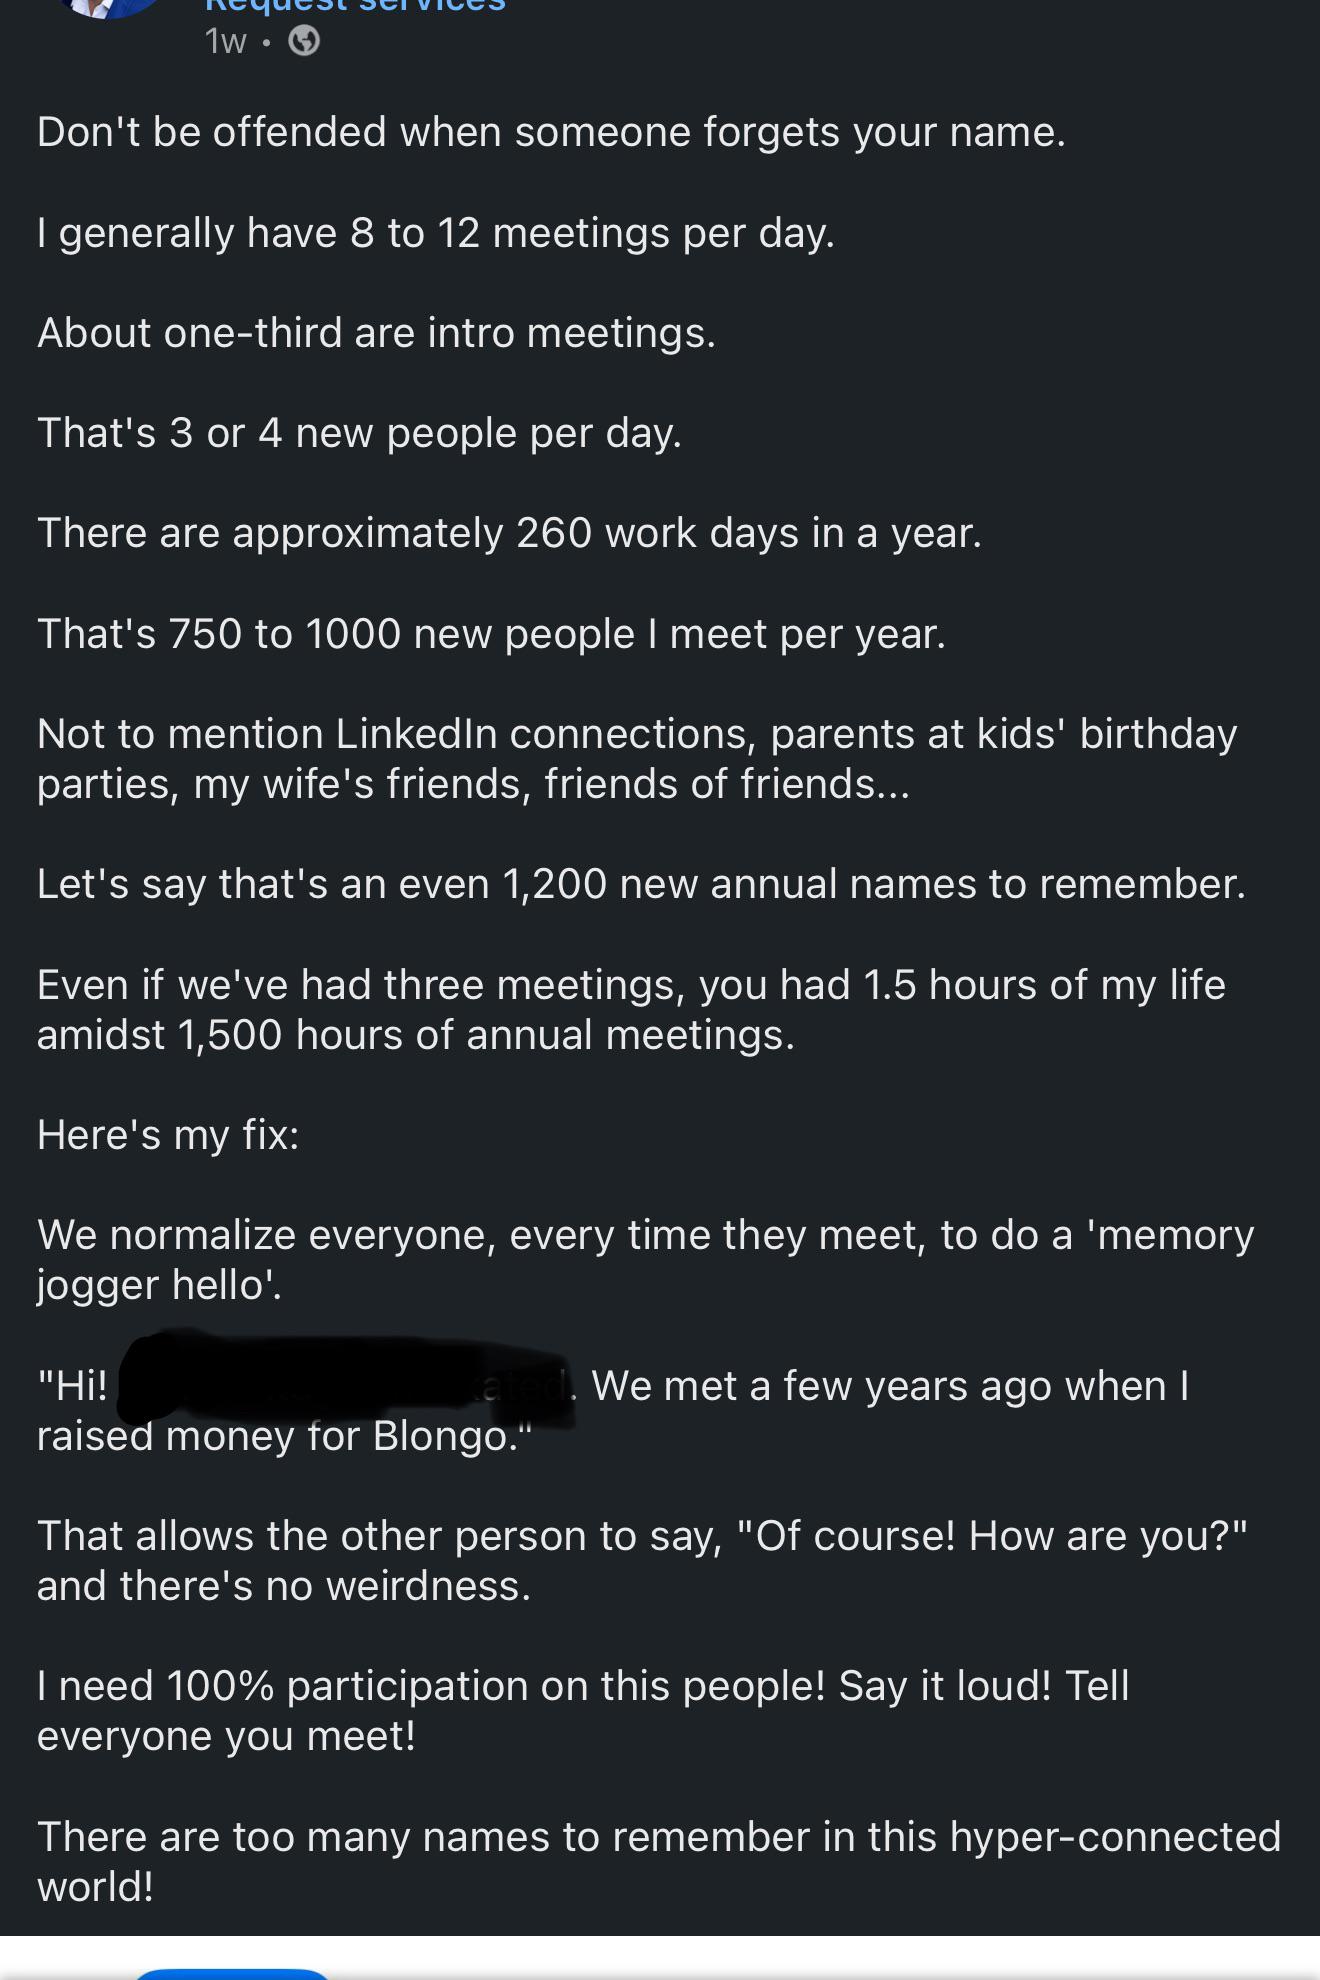 Request services
1w •
Don't be offended when someone forgets your name.
I generally have 8 to 12 meetings per day.
About one-third are intro meetings.
That's 3 or 4 new people per day.
There are approximately 260 work days in a year.
That's 750 to 1000 new people I meet per year.
Not to mention LinkedIn connections, parents at kids' birthday
parties, my wife's friends, friends of friends...
Let's say that's an even 1,200 new annual names to remember.
Even if we've had three meetings, you had 1.5 hours of my life
amidst 1,500 hours of annual meetings.
Here's my fix:
We normalize everyone, every time they meet, to do a 'memory
jogger hello'.
"Hi! . We met a few years ago when I
raised money for Blongo."
That allows the other person to say, "Of course! How are you?"
and there's no weirdness.
I need 100% participation on this people! Say it loud! Tell
everyone you meet!
There are too many names to remember in this hyper-connected
world!